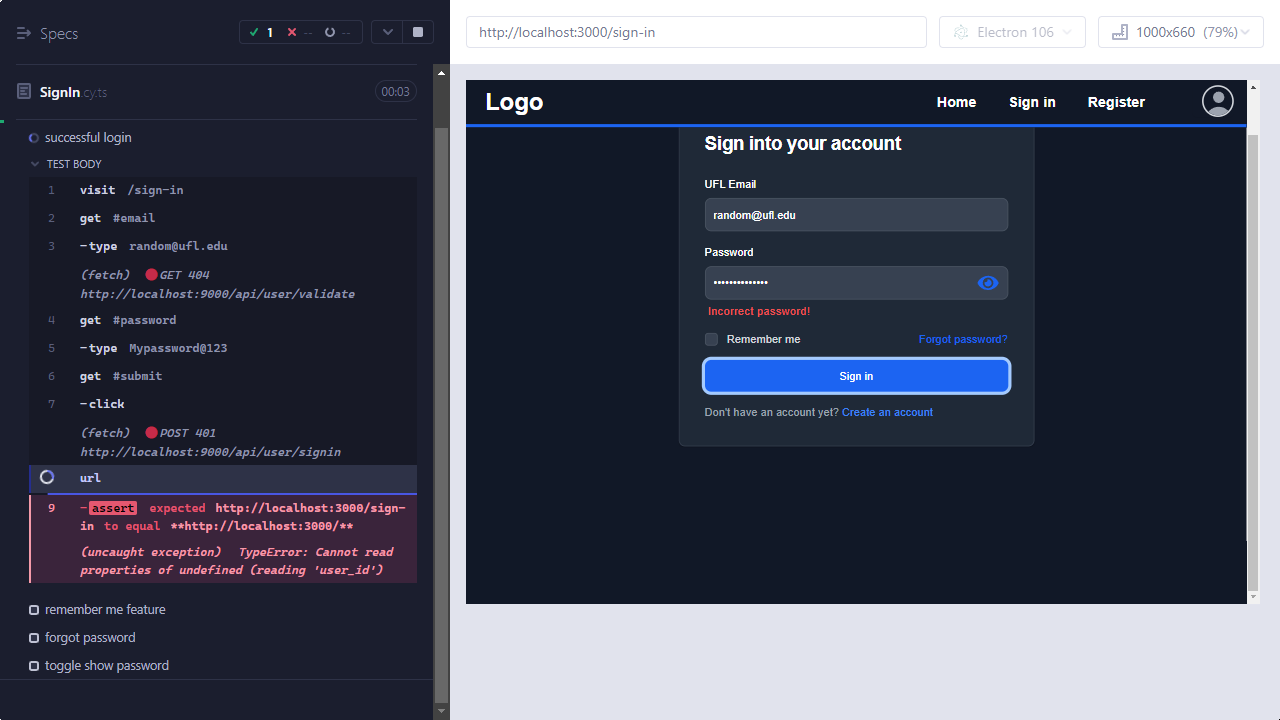 Specs
1 -- --
SignIn.cy.ts
00:03
successful login
TEST BODY
1 visit /sign-in
2 get #email
3 -type random@ufl.edu
(fetch) GET 404
http://localhost:9000/api/user/validate
4 get #password
5 -type Mypassword@123
6 get #submit
7 -click
(fetch) POST 401
http://localhost:9000/api/user/signin
url
9 -assert expected http://localhost:3000/sign-
in to equal **http://localhost:3000/**
(uncaught exception) TypeError: Cannot read
properties of undefined (reading 'user_id')
remember me feature
forgot password
toggle show password
http://localhost:3000/sign-in
Electron 106
1000x660 (79%)
Logo
Home Sign in Register
Sign into your account
UFL Email
random@ufl.edu
Password
••••••••••••••
Incorrect password!
Remember me
Forgot password?
Sign in
Don't have an account yet? Create an account